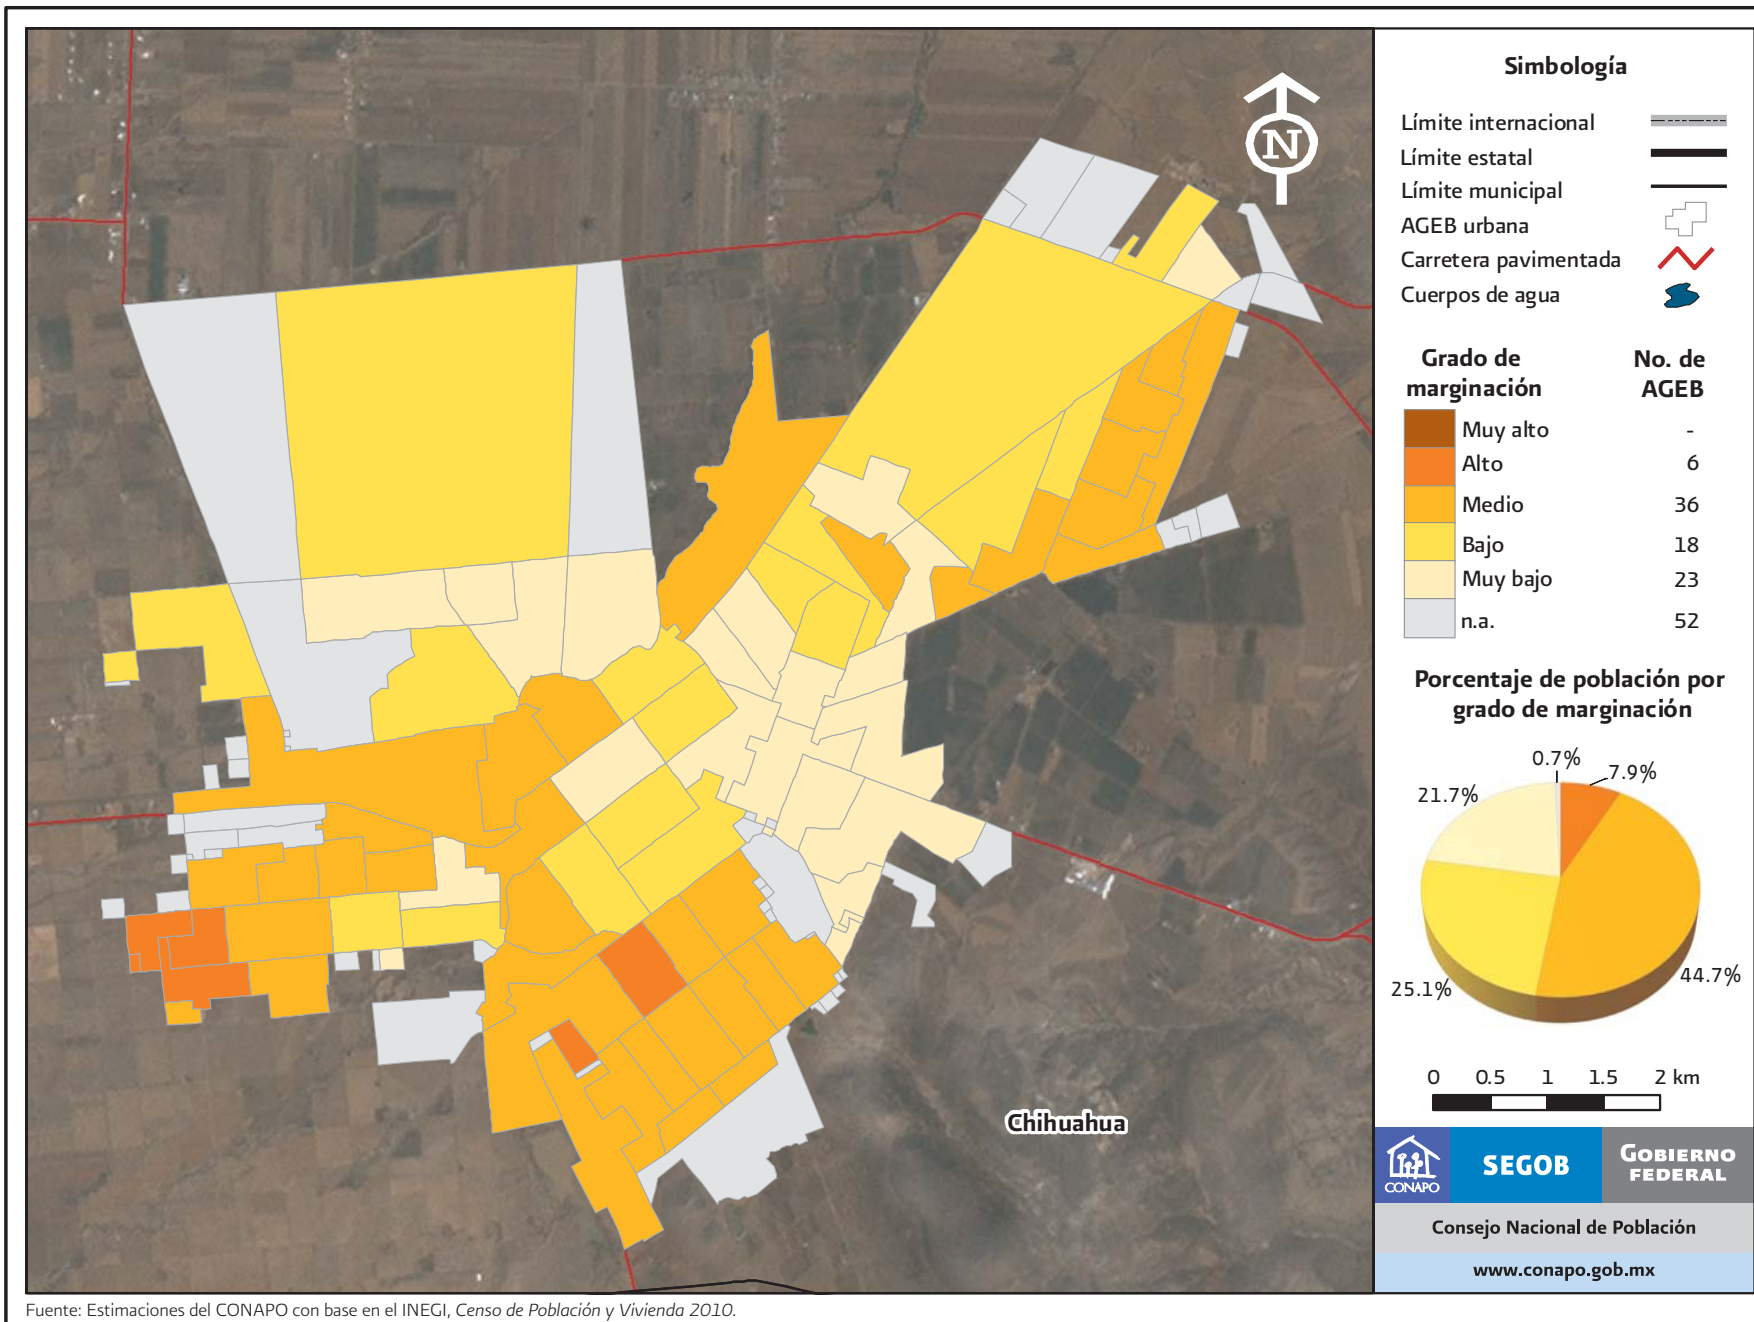 N
Chihuahua
Simbología
Límite internacional
Límite estatal
Límite municipal
AGEB urbana
Carretera pavimentada
Cuerpos de agua
Grado de marginación
No. de AGEB
Muy alto -
Alto 6
Medio 36
Bajo 18
Muy bajo 23
n.a. 52
Porcentaje de población por
grado de marginación
0.7%
7.9%
21.7%
44.7%
25.1%
0 0.5 1 1.5 2 km
CONAPO
SEGOB
GOBIERNO
FEDERAL
Consejo Nacional de Población
www.conapo.gob.mx
Fuente: Estimaciones del CONAPO con base en el INEGI, Censo de Población y Vivienda 2010.